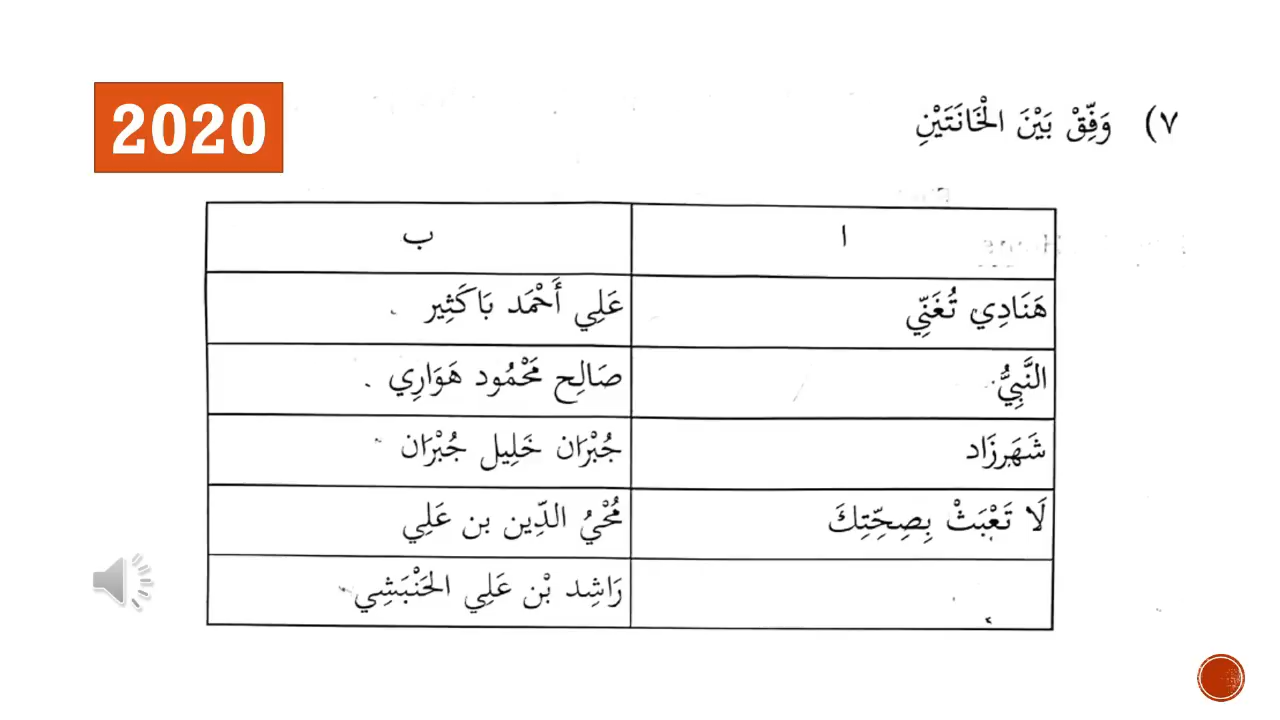 2020
٧) وَفِّقْ بَيْنَ الْخَانَتَيْنِ
ا ب
هَنَادِي تُغَنِّي عَلِي أَحْمَد بَاكَثِير
النَّبِيُّ صَالِح مَحْمُود هَوَارِي
شَهَرزَاد جُبْرَان خَلِيل جُبْرَان
لَا تَعْبَثْ بِصِحِّتِكَ مُحْيُ الدِّين بن عَلِي
رَاشِد بْن عَلِي الحَنْبَشِي